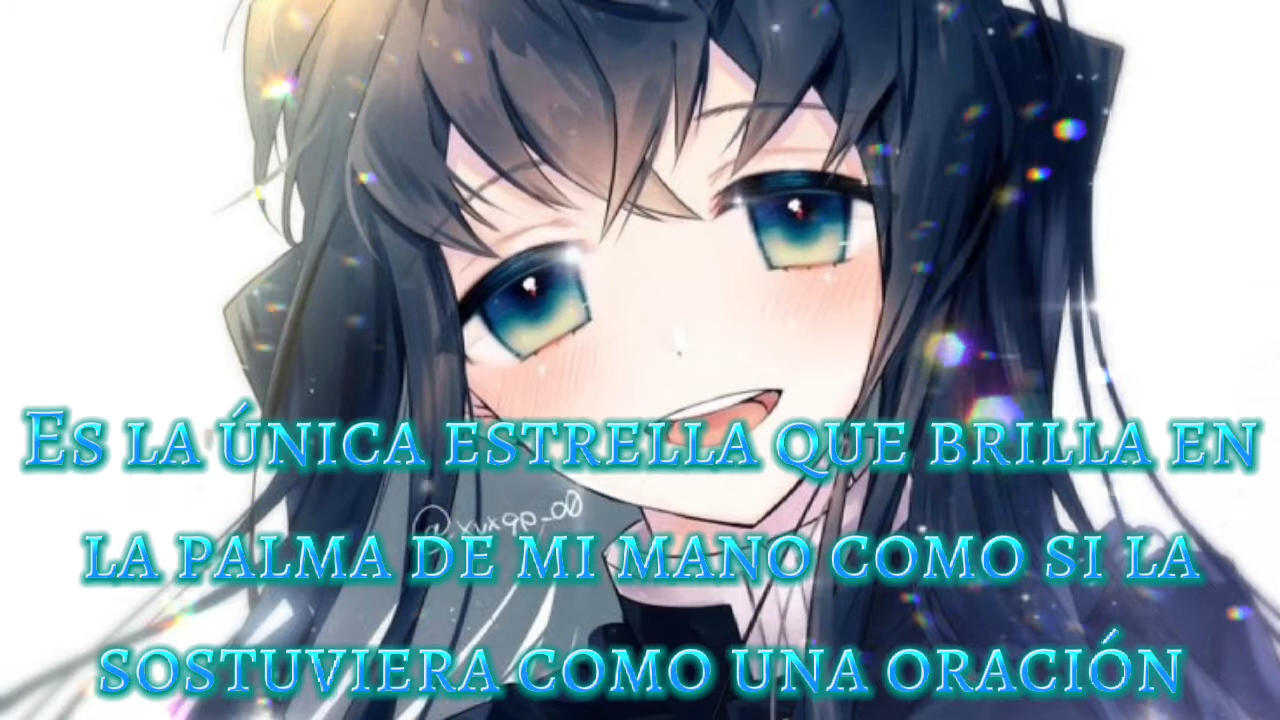 Es la única estrella que brilla en
la palma de mi mano como si la
sostuviera como una oración